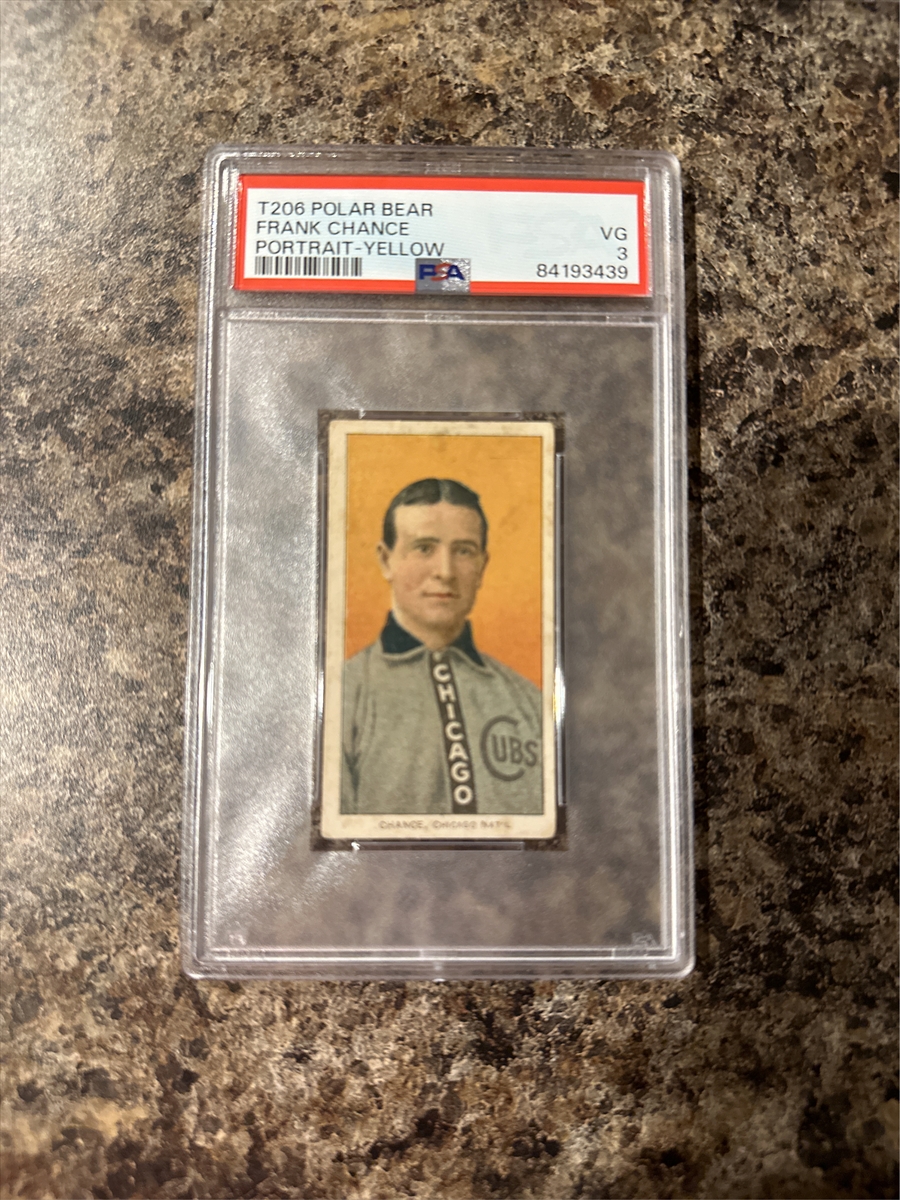 T206 POLAR BEAR
FRANK CHANCE
VG
PORTRAIT-YELLOW
3
PSA
84193439
CHICAGO
CUBS
CHANCE, CHICAGO NAT'L